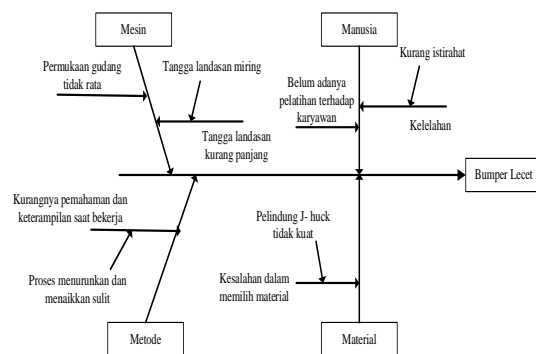 Mesin
Manusia
Permukaan gudang
tidak rata
Tangga landasan miring
Tangga landasan
kurang panjang
Belum adanya
pelatihan terhadap
karyawan
Kurang istirahat
Kelelahan
Bumper Lecet
Kurangnya pemahaman dan
keterampilan saat bekerja
Proses menurunkan dan
menaikkan sulit
Pelindung J- huck
tidak kuat
Kesalahan dalam
memilih material
Metode
Material